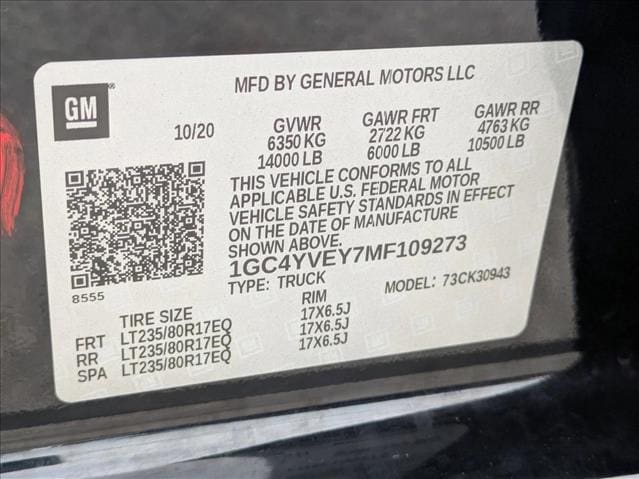 GM
MFD BY GENERAL MOTORS LLC
10/20 GVWR GAWR FRT GAWR RR
6350 KG 2722 KG 4763 KG
14000 LB 6000 LB 10500 LB
THIS VEHICLE CONFORMS TO ALL
APPLICABLE U.S. FEDERAL MOTOR
VEHICLE SAFETY STANDARDS IN EFFECT
ON THE DATE OF MANUFACTURE
SHOWN ABOVE.
1GC4YVEY7MF109273
8555
TYPE: TRUCK MODEL: 73CK30943
TIRE SIZE RIM
FRT LT235/80R17EQ 17X6.5J
RR LT235/80R17EQ 17X6.5J
SPA LT235/80R17EQ 17X6.5J